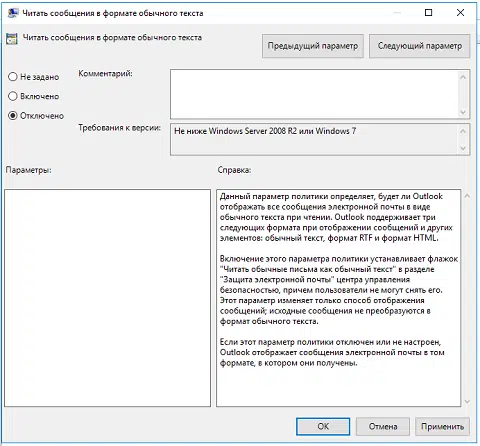 Читать сообщения в формате обычного текста
Читать сообщения в формате обычного текста
Предыдущий параметр
Следующий параметр
Не задано
Включено
Отключено
Комментарий:
Требования к версии:
Не ниже Windows Server 2008 R2 или Windows 7
Параметры:
Справка:
Данный параметр политики определяет, будет ли Outlook
отображать все сообщения электронной почты в виде
обычного текста при чтении. Outlook поддерживает три
следующих формата при отображении сообщений и других
элементов: обычный текст, формат RTF и формат HTML.
Включение этого параметра политики устанавливает флажок
"Читать обычные письма как обычный текст" в разделе
"Защита электронной почты" центра управления
безопасностью, причем пользователи не могут снять его.
Этот параметр изменяет только способ отображения
сообщений; исходные сообщения не преобразуются в
формат обычного текста.
Если этот параметр политики отключен или не настроен,
Outlook отображает сообщения электронной почты в том
формате, в котором они получены.
ОК
Отмена
Применить